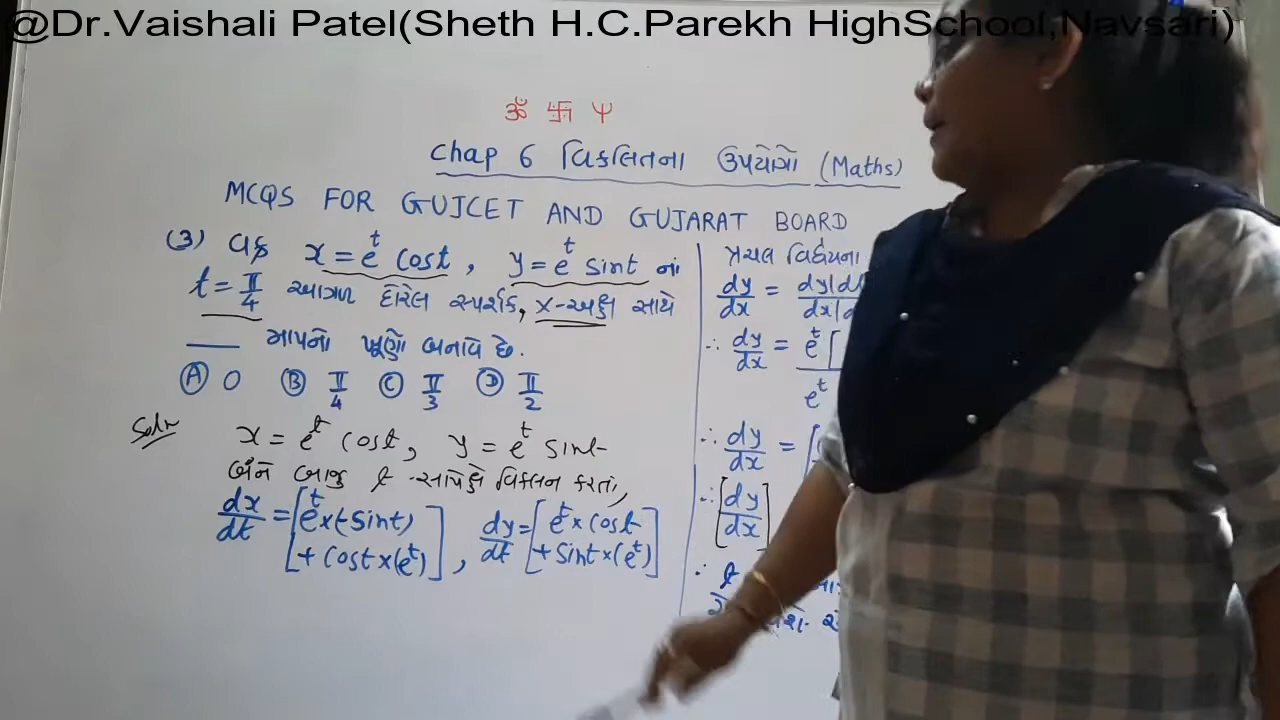 @Dr.Vaishali Patel(Sheth H.C.Parekh HighSchool,Navsari)
ॐ 卐 Ψ
Chap 6 વિકલિતના ઉપયોગો (Maths)
MCQS FOR GUJCET AND GUJARAT BOARD
(3) વક્ર x = e^t cost, y = e^t sint નાં
t = π/4 આગળ દોરેલ સ્પર્શક, x-અક્ષ સાથે
___ માપનો ખૂણો બનાવે છે.
Ⓐ 0 Ⓑ π/4 Ⓒ π/3 Ⓓ π/2
Soln x = e^t cost, y = e^t sint
બંને બાજુ t-સાપેક્ષે વિકલન કરતાં,
dx/dt = [e^t×(-sint) + cost×(e^t)], dy/dt = [e^t×cost + sint×(e^t)]
પ્રચલ વિધેયના
dy/dx = dy/dt / dx/d
∴ dy/dx = e^t [ / e^t
∴ dy/dx = [
∴ [dy/dx]
∴ t